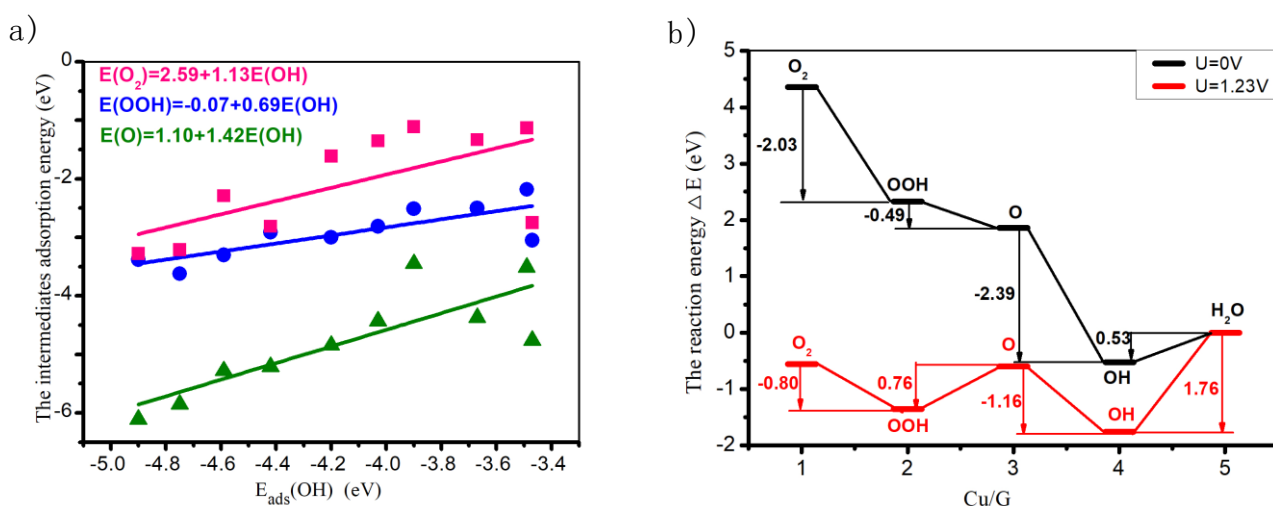 a)
E(O₂)=2.59+1.13E(OH)
E(OOH)=-0.07+0.69E(OH)
E(O)=1.10+1.42E(OH)
The intermediates adsorption energy (eV)
0
-2
-4
-6
-5.0 -4.8 -4.6 -4.4 -4.2 -4.0 -3.8 -3.6 -3.4
E_ads(OH) (eV)
b)
U=0V
U=1.23V
The reaction energy △E (eV)
5
4
3
2
1
0
-1
-2
O₂
-2.03
OOH
-0.49
O
-2.39
0.53
OH
H₂O
O₂
-0.80
OOH
0.76
O
-1.16
OH
1.76
1 2 3 4 5
Cu/G